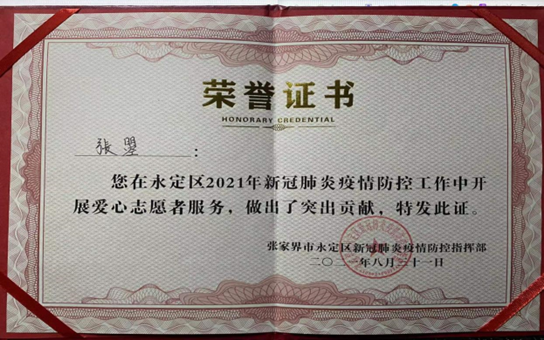 荣誉证书
HONORARY CREDENTIAL
张曌：
您在永定区2021年新冠肺炎疫情防控工作中开
展爱心志愿者服务，做出了突出贡献，特发此证。
张家界市永定区新冠肺炎疫情防控指挥部
二〇二一年八月三十一日